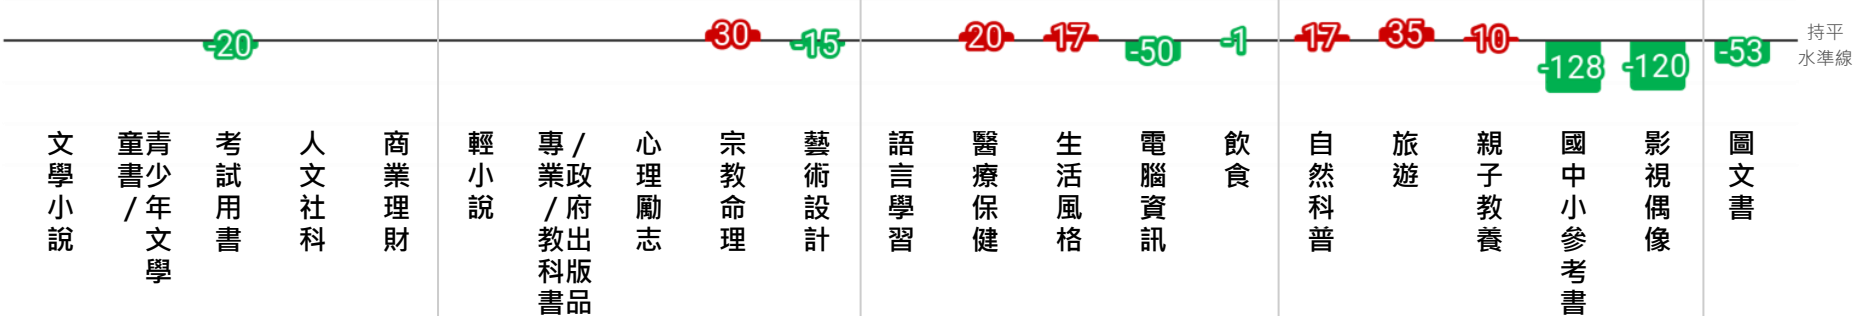 -20
30
-15
20
17
-50
-1
17
35
10
-128
-120
-53
持平
水準線
文學小說
童書/
青少年文學
考試用書
人文社科
商業理財
輕小說
專業/教科書
/政府出版品
心理勵志
宗教命理
藝術設計
語言學習
醫療保健
生活風格
電腦資訊
飲食
自然科普
旅遊
親子教養
國中小參考書
影視偶像
圖文書